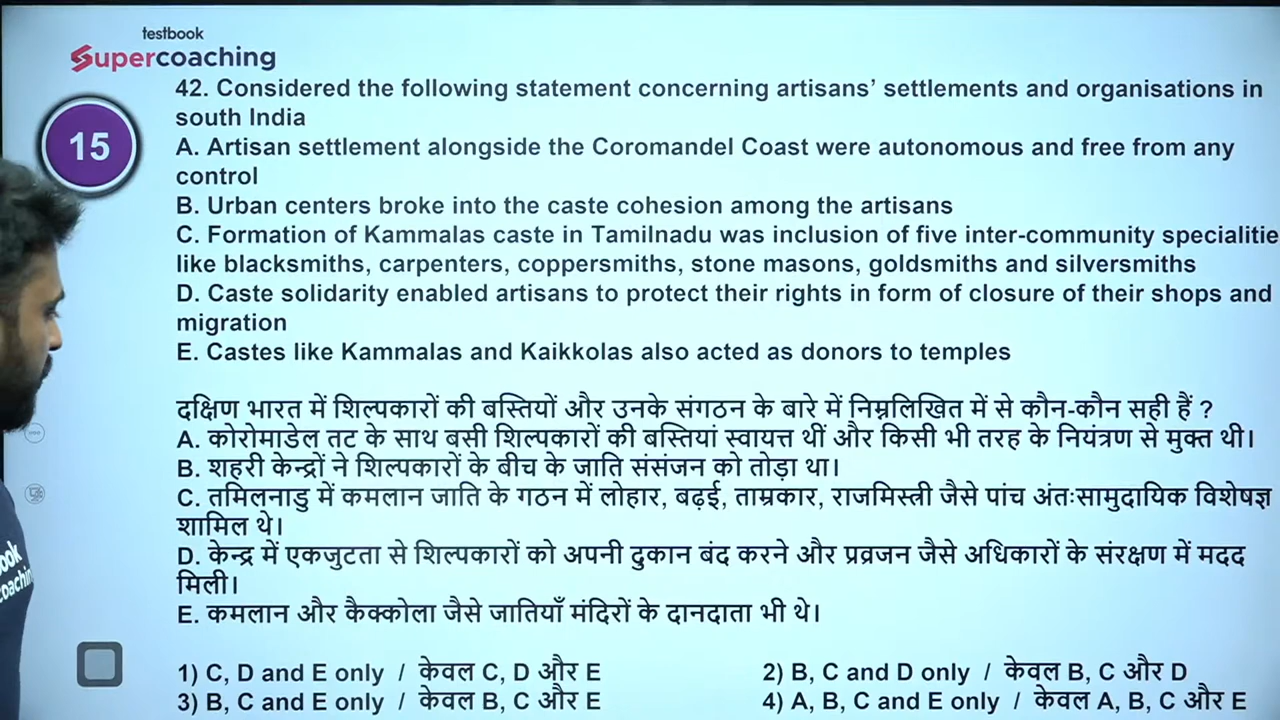 testbook
Supercoaching
15
42. Considered the following statement concerning artisans' settlements and organisations in
south India
A. Artisan settlement alongside the Coromandel Coast were autonomous and free from any
control
B. Urban centers broke into the caste cohesion among the artisans
C. Formation of Kammalas caste in Tamilnadu was inclusion of five inter-community specialitie
like blacksmiths, carpenters, coppersmiths, stone masons, goldsmiths and silversmiths
D. Caste solidarity enabled artisans to protect their rights in form of closure of their shops and
migration
E. Castes like Kammalas and Kaikkolas also acted as donors to temples
दक्षिण भारत में शिल्पकारों की बस्तियों और उनके संगठन के बारे में निम्नलिखित में से कौन-कौन सही हैं ?
A. कोरोमाडेल तट के साथ बसी शिल्पकारों की बस्तियां स्वायत्त थीं और किसी भी तरह के नियंत्रण से मुक्त थी।
B. शहरी केन्द्रों ने शिल्पकारों के बीच के जाति संसंजन को तोड़ा था।
C. तमिलनाडु में कमलान जाति के गठन में लोहार, बढ़ई, ताम्रकार, राजमिस्त्री जैसे पांच अंतःसामुदायिक विशेषज्ञ
शामिल थे।
D. केन्द्र में एकजुटता से शिल्पकारों को अपनी दुकान बंद करने और प्रव्रजन जैसे अधिकारों के संरक्षण में मदद
मिली।
E. कमलान और कैक्कोला जैसे जातियाँ मंदिरों के दानदाता भी थे।
1) C, D and E only / केवल C, D और E
2) B, C and D only / केवल B, C और D
3) B, C and E only / केवल B, C और E
4) A, B, C and E only / केवल A, B, C और E